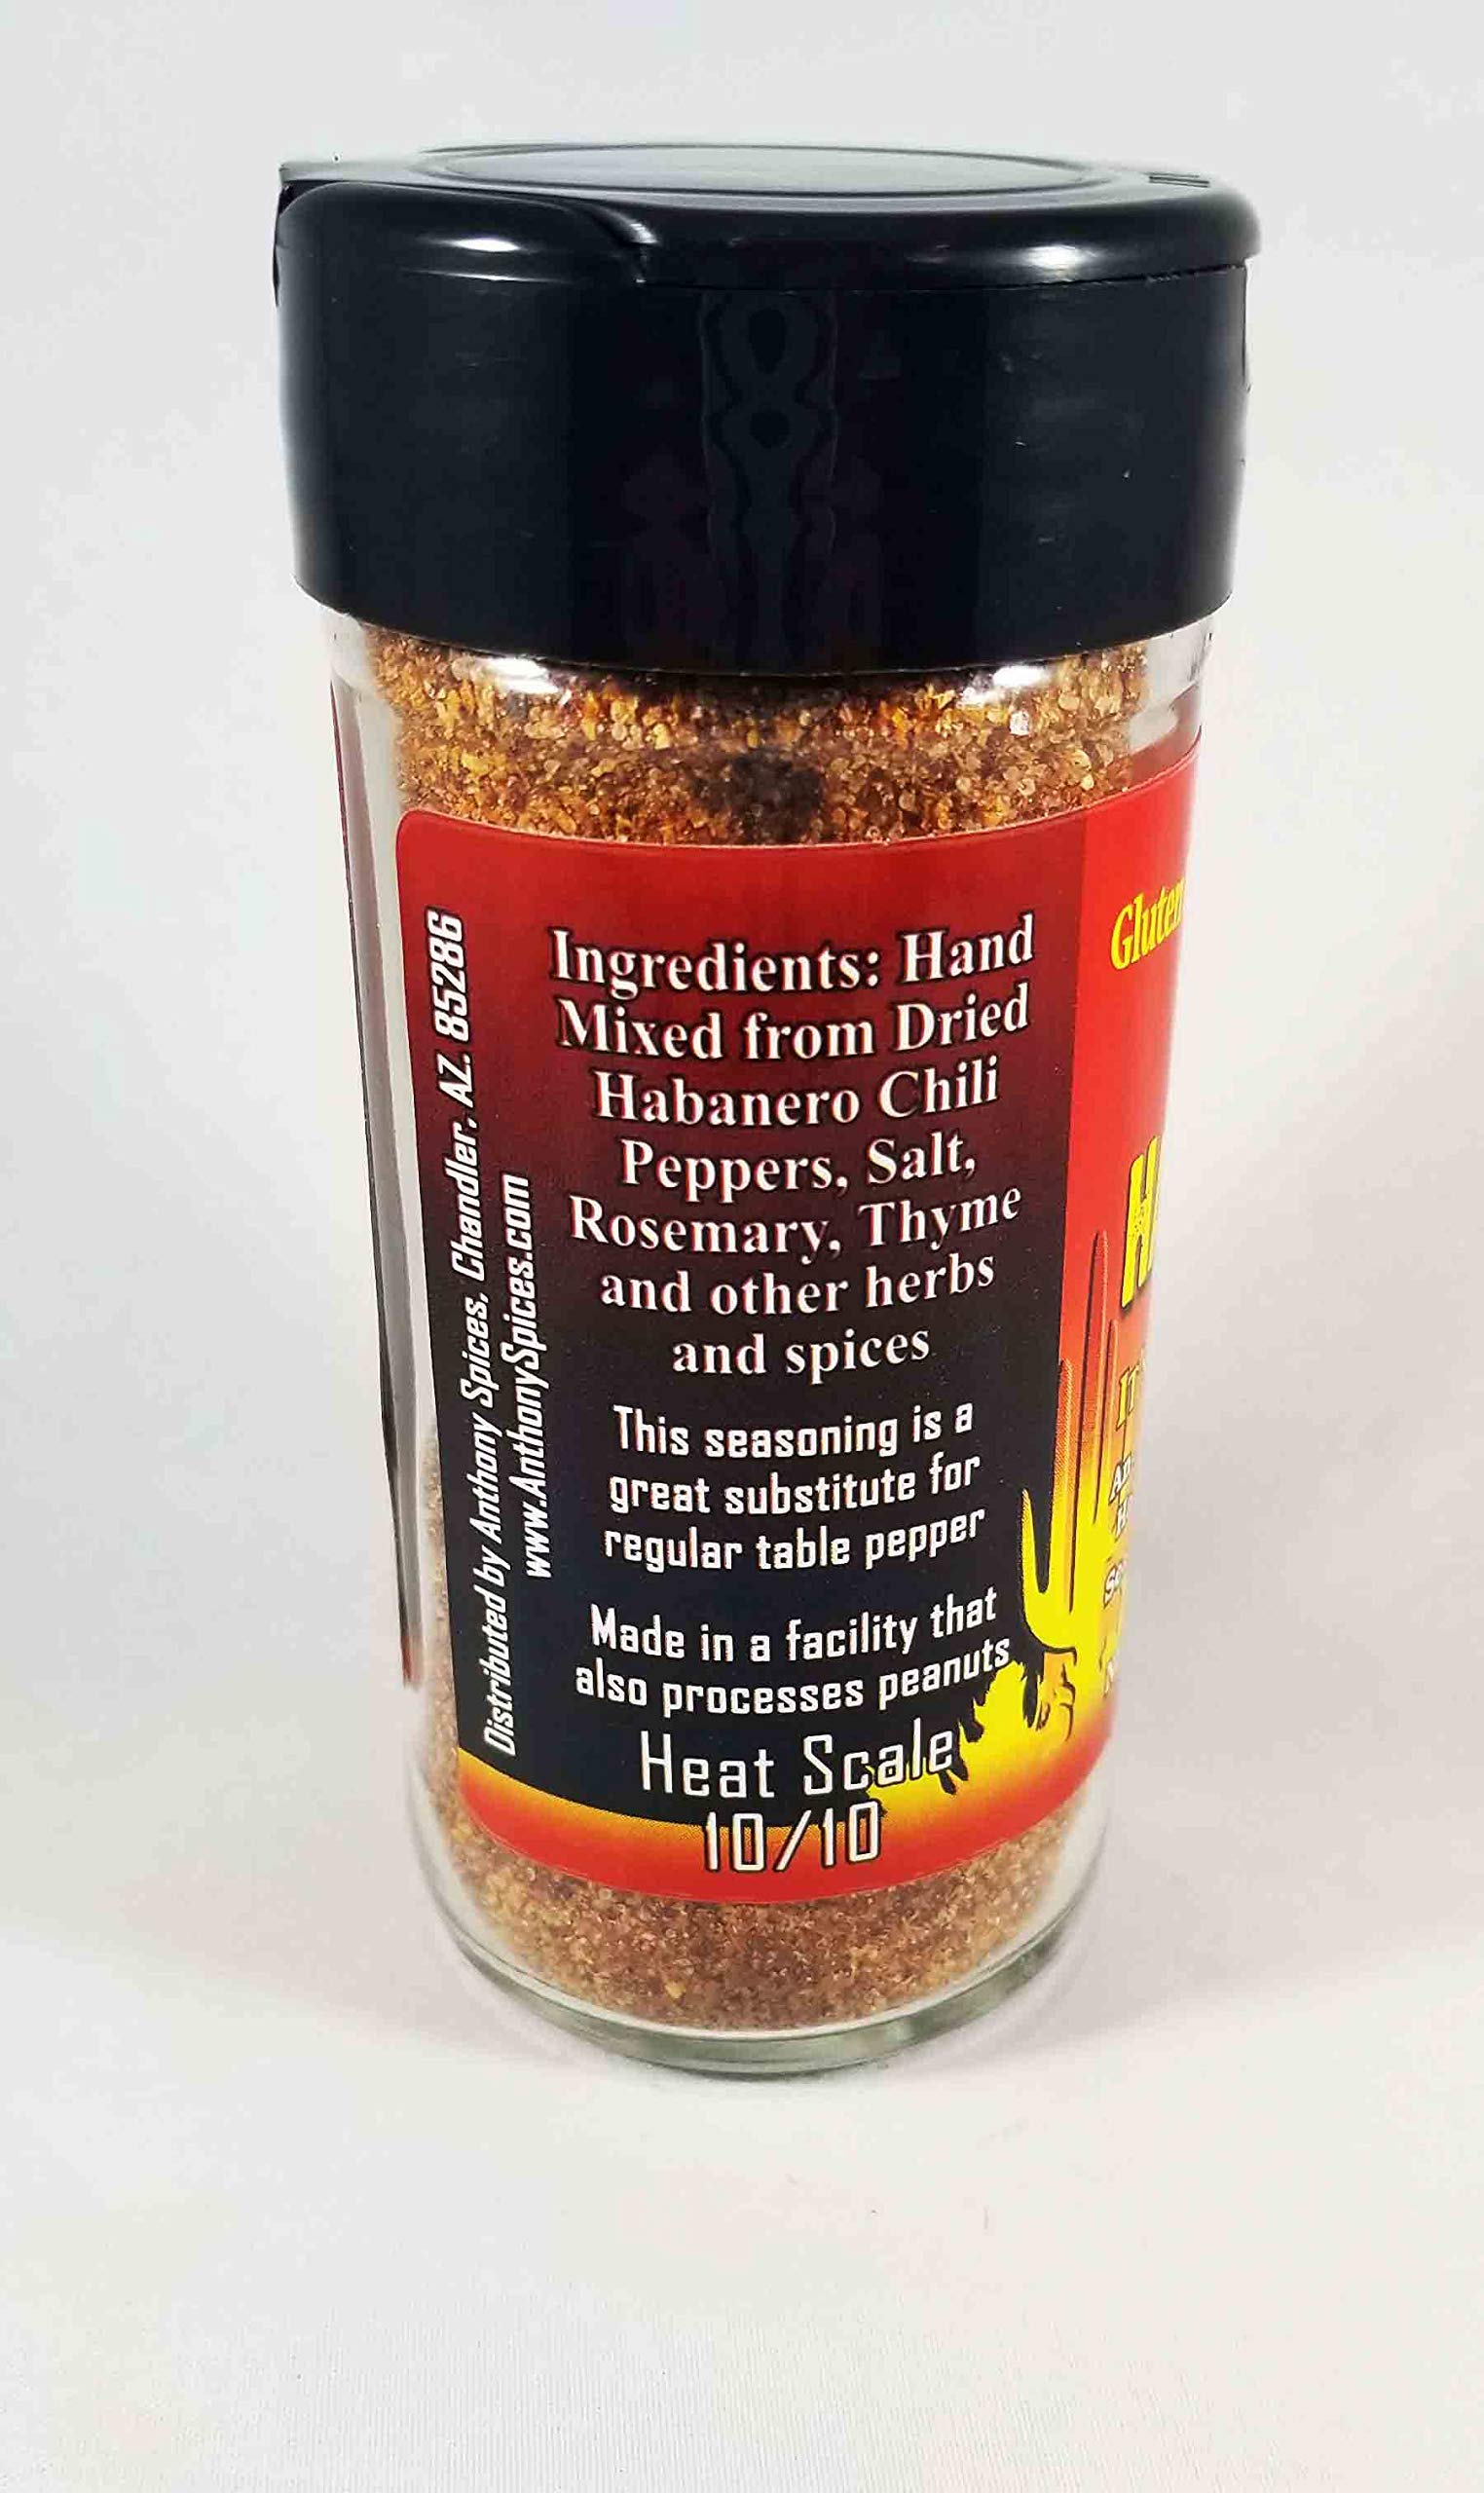 Distributed by Anthony Spices, Chandler, AZ. 85286
www.AnthonySpices.com
Ingredients: Hand
Mixed from Dried
Habanero Chili
Peppers, Salt,
Rosemary, Thyme
and other herbs
and spices
This seasoning is a
great substitute for
regular table pepper
Made in a facility that
also processes peanuts
Heat Scale
10/10
Gluten